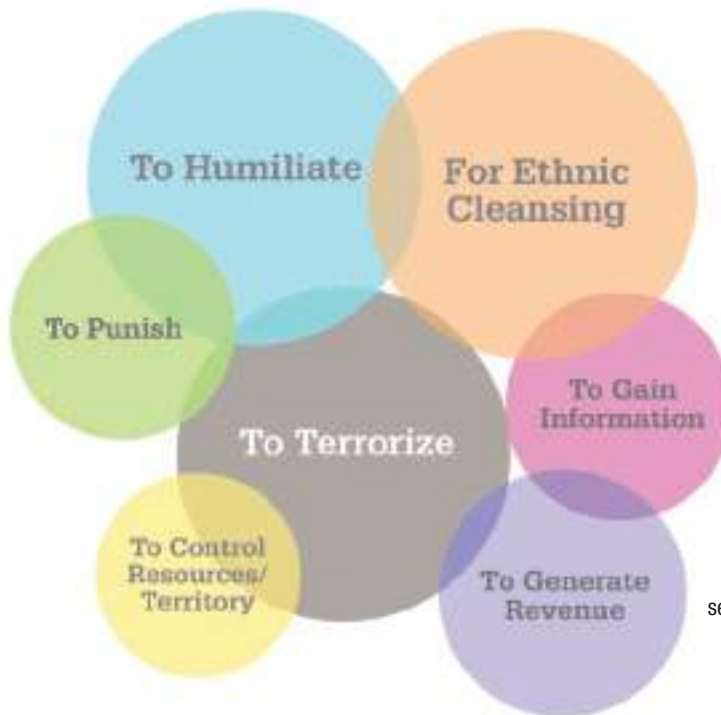 To Humiliate
For Ethnic
Cleansing
To Punish
To Gain
Information
To Terrorize
To Control
Resources/
Territory
To Generate
Revenue
se